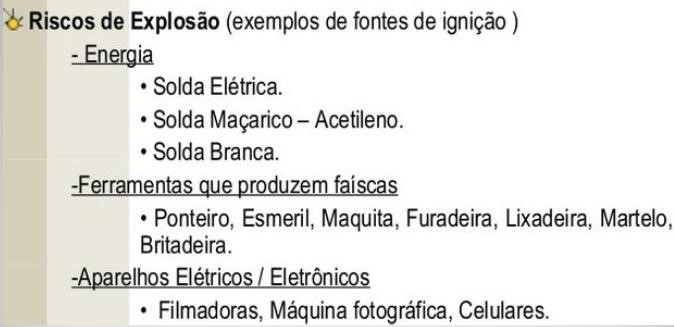 Riscos de Explosão (exemplos de fontes de ignição )
- Energia
• Solda Elétrica.
• Solda Maçarico – Acetileno.
• Solda Branca.
-Ferramentas que produzem faíscas
• Ponteiro, Esmeril, Maquita, Furadeira, Lixadeira, Martelo,
Britadeira.
-Aparelhos Elétricos / Eletrônicos
• Filmadoras, Máquina fotográfica, Celulares.